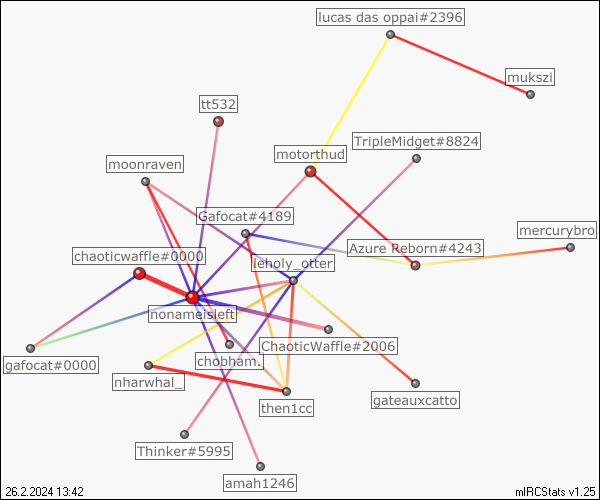 lucas das oppai#2396
mukszi
tt532
motorthud
TripleMidget#8824
moonraven
Gafocat#4189
mercurybro
Azure Reborn#4243
chaoticwaffle#0000
leholy_otter
nonameisleft
ChaoticWaffle#2006
gafocat#0000
chobham.
nharwhal_
gateauxcatto
then1cc
Thinker#5995
amah1246
26.2.2024 13:42
mIRCStats v1.25